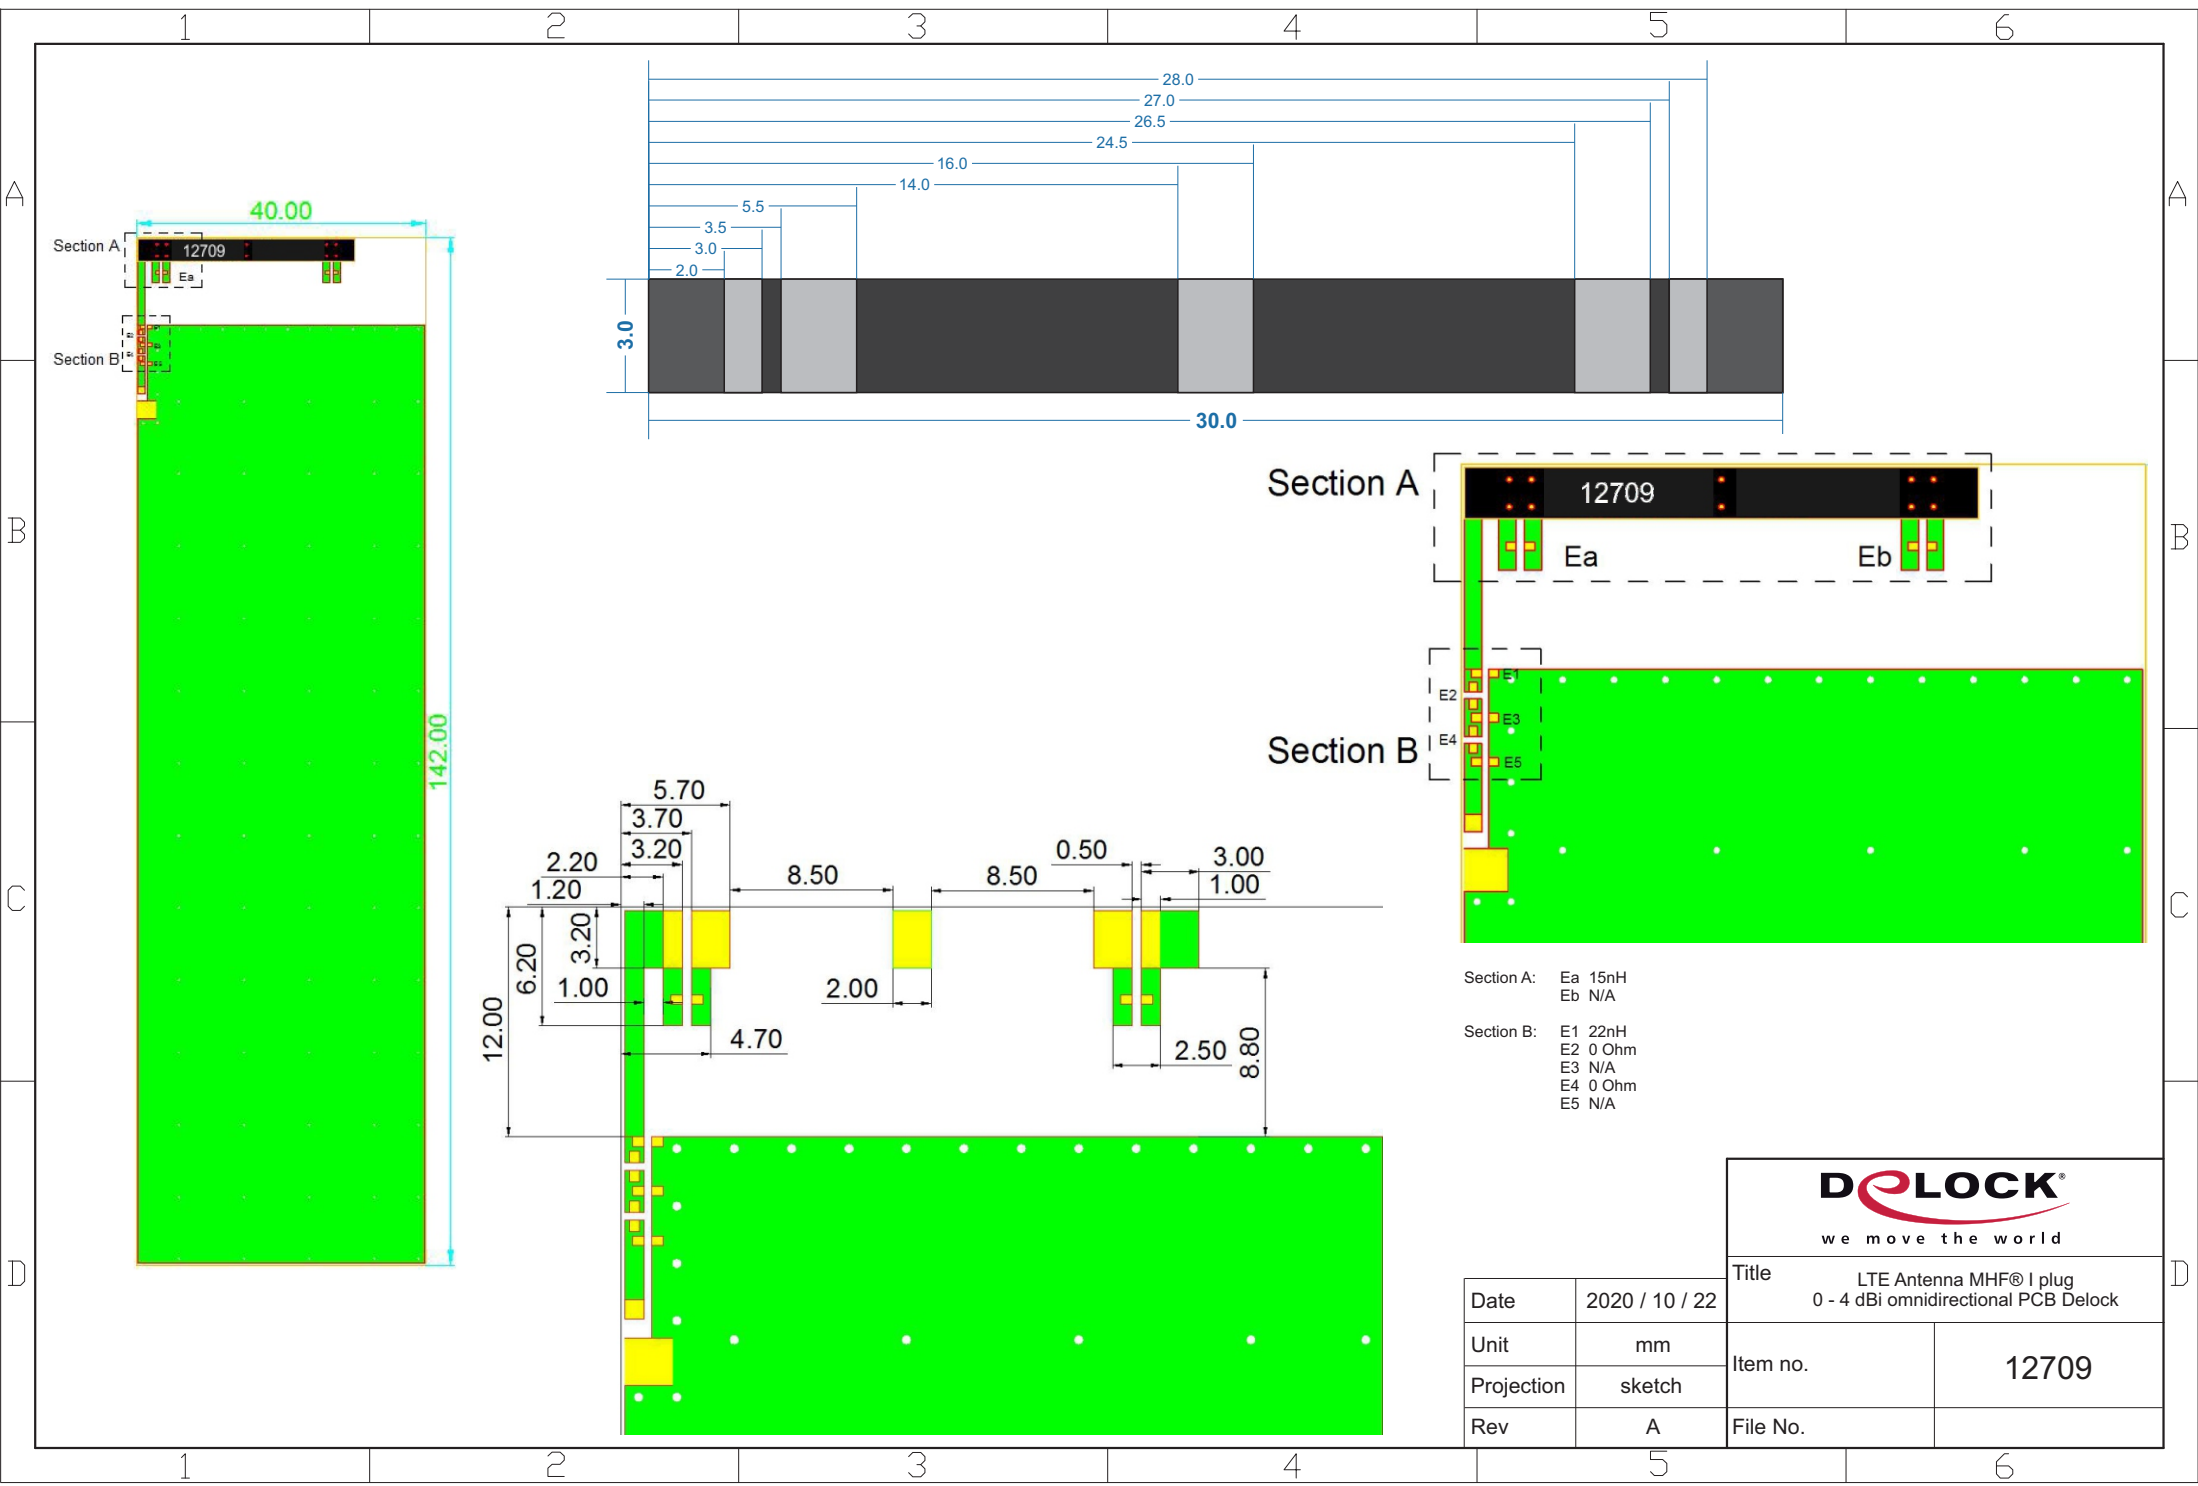 1 2 3 4 5 6
A A
B B
C C
D D
40.00
Section A
12709
Ea
Section B
142.00
28.0
27.0
26.5
24.5
16.0
14.0
5.5
3.5
3.0
2.0
3.0
30.0
Section A
12709
Ea Eb
E1
E2
E3
E4
E5
Section B
5.70
3.70
3.20
2.20
1.20
8.50
8.50
0.50
3.00
1.00
3.20
6.20
12.00
1.00
4.70
2.00
2.50
8.80
Section A: Ea 15nH
Eb N/A
Section B: E1 22nH
E2 0 Ohm
E3 N/A
E4 0 Ohm
E5 N/A
DELOCK®
we move the world
Title LTE Antenna MHF® I plug
0 - 4 dBi omnidirectional PCB Delock
Date 2020 / 10 / 22
Unit mm
Projection sketch
Rev A
Item no. 12709
File No.
1 2 3 4 5 6